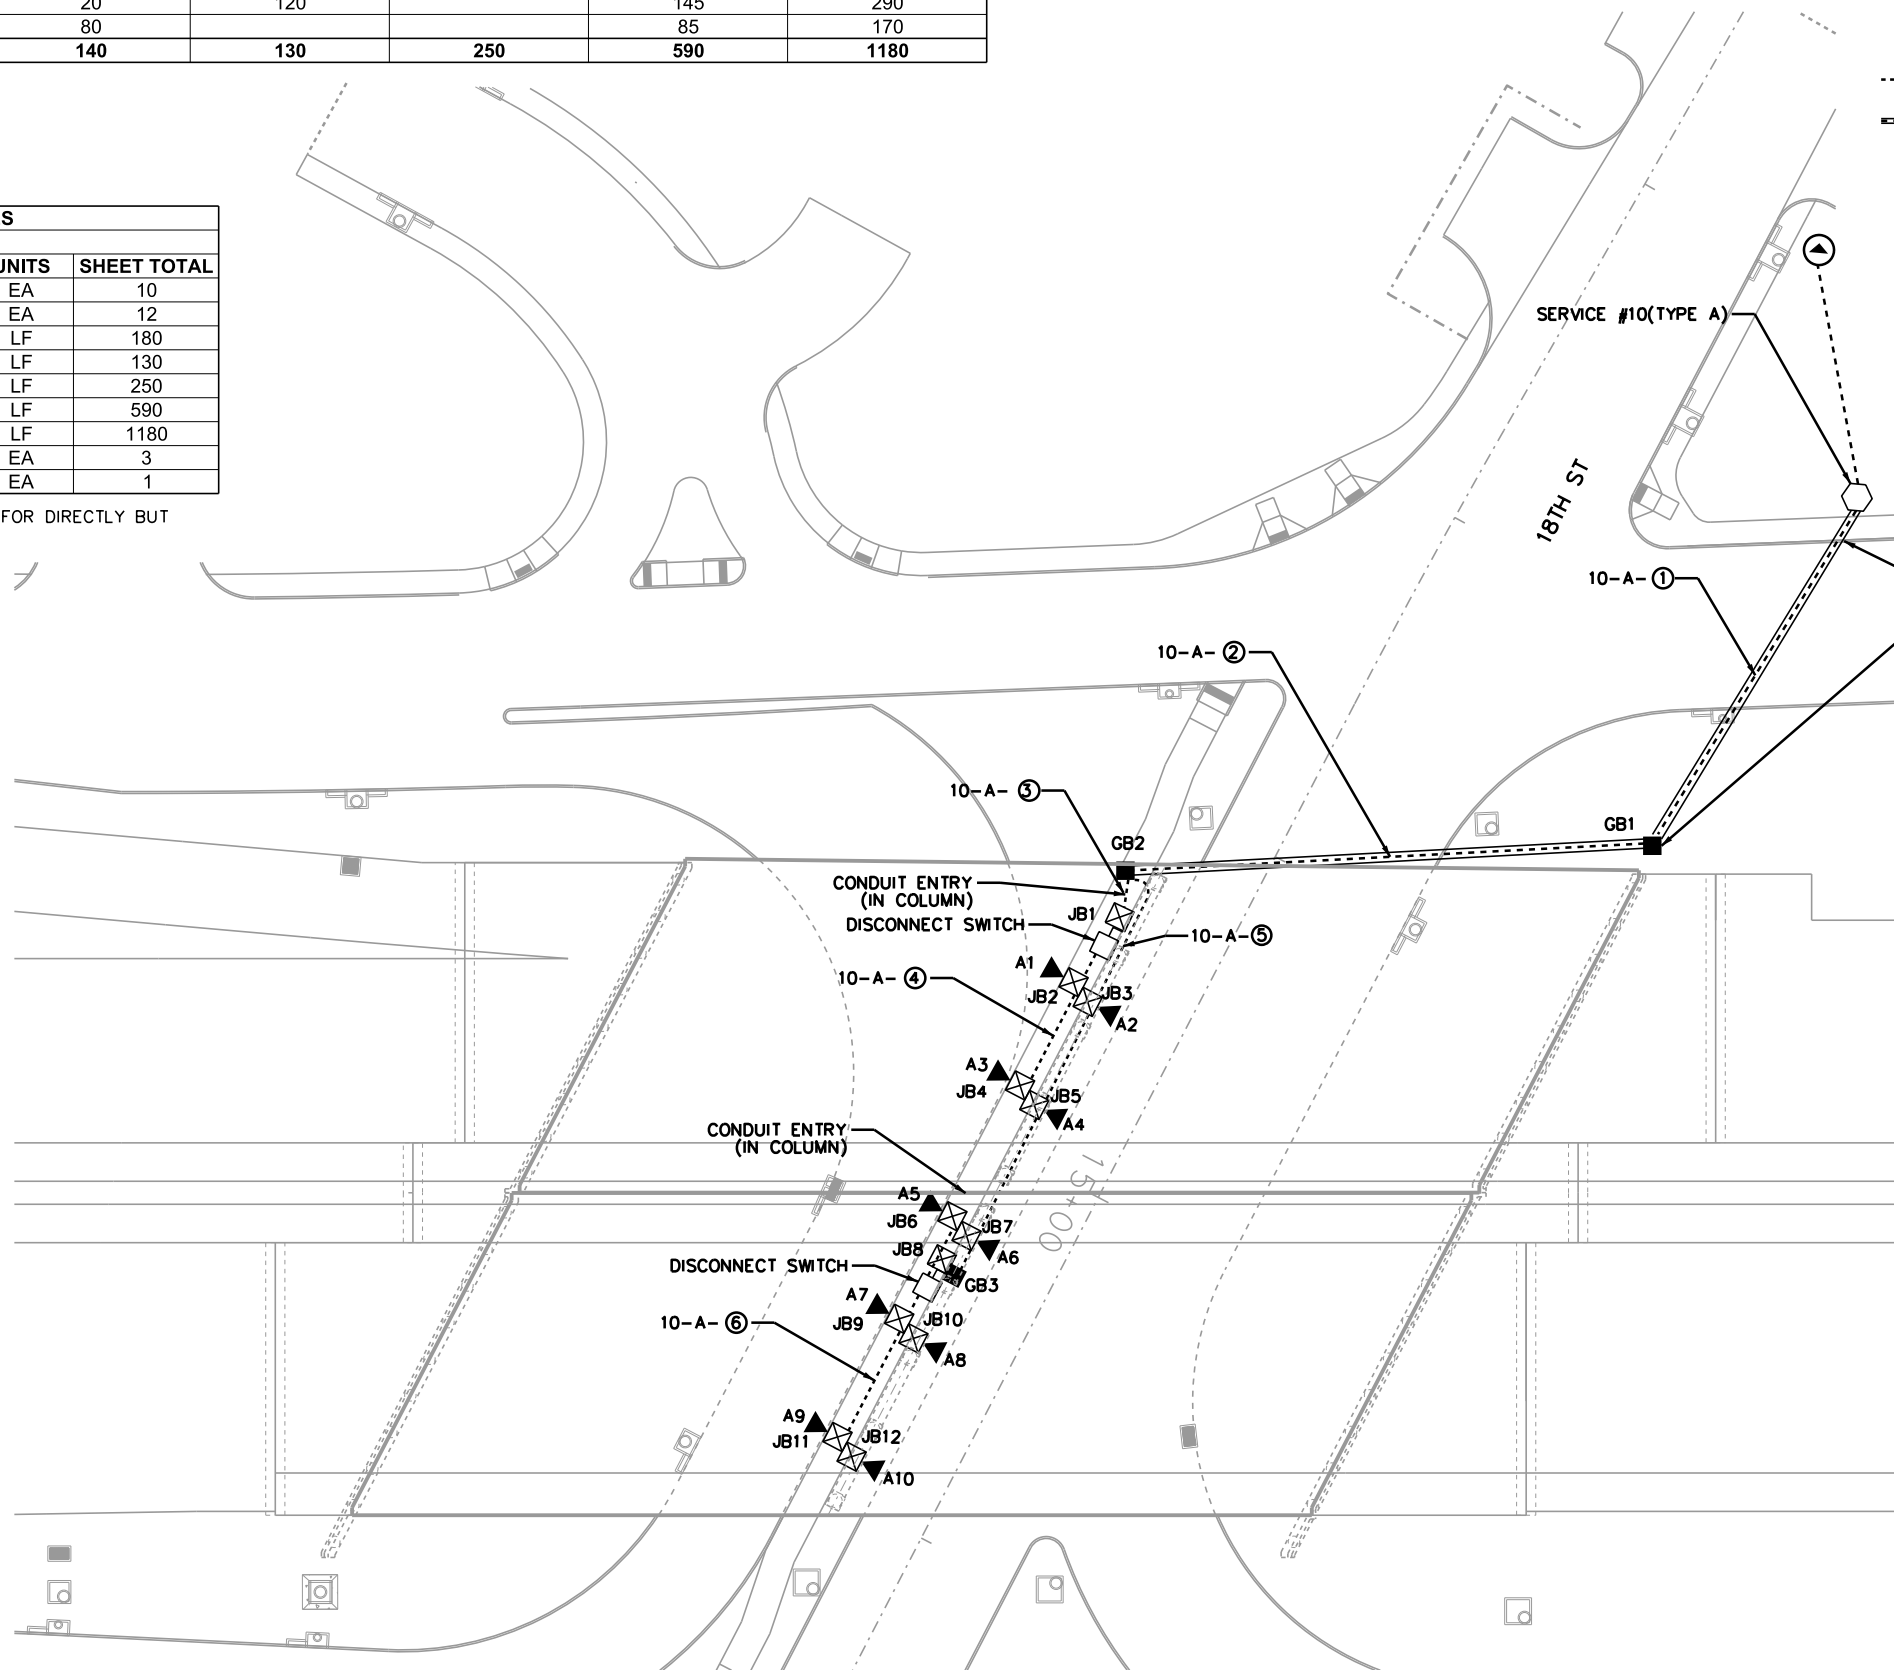 20 120 145 290
80 85 170
140 130 250 590 1180
S
UNITS SHEET TOTAL
EA 10
EA 12
LF 180
LF 130
LF 250
LF 590
LF 1180
EA 3
EA 1
FOR DIRECTLY BUT
SERVICE #10(TYPE A)
18TH ST
10-A-1
10-A-2
10-A-3
GB1
GB2
CONDUIT ENTRY
(IN COLUMN)
JB1
DISCONNECT SWITCH
10-A-5
A1
10-A-4
JB2
JB3
A2
A3
JB4
JB5
A4
CONDUIT ENTRY
(IN COLUMN)
15+00
A5
JB6
JB7
JB8
A6
DISCONNECT SWITCH
GB3
A7
JB9
JB10
10-A-6
A8
A9
JB11
JB12
A10